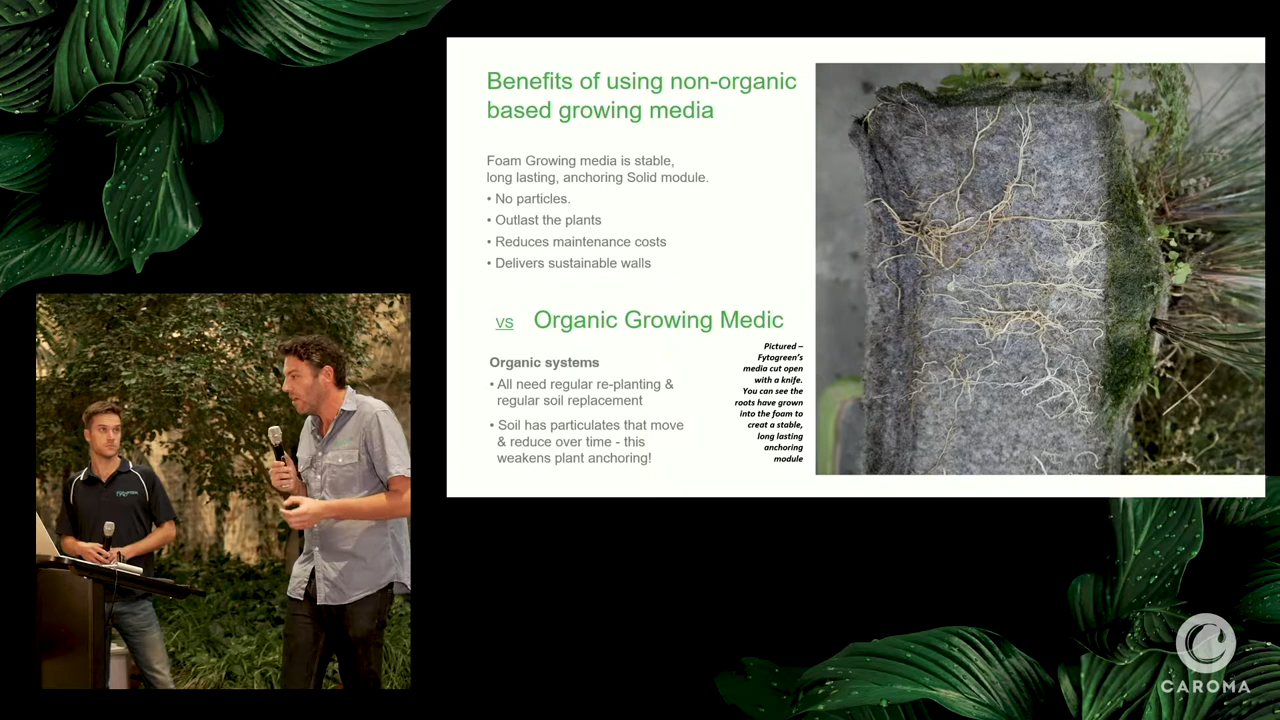 Benefits of using non-organic
based growing media
Foam Growing media is stable,
long lasting, anchoring Solid module.
• No particles.
• Outlast the plants
• Reduces maintenance costs
• Delivers sustainable walls
vs Organic Growing Medic
Organic systems
• All need regular re-planting &
regular soil replacement
• Soil has particulates that move
& reduce over time - this
weakens plant anchoring!
Pictured –
Fytogreen's
media cut open
with a knife.
You can see the
roots have grown
into the foam to
creat a stable,
long lasting
anchoring
module
CAROMA